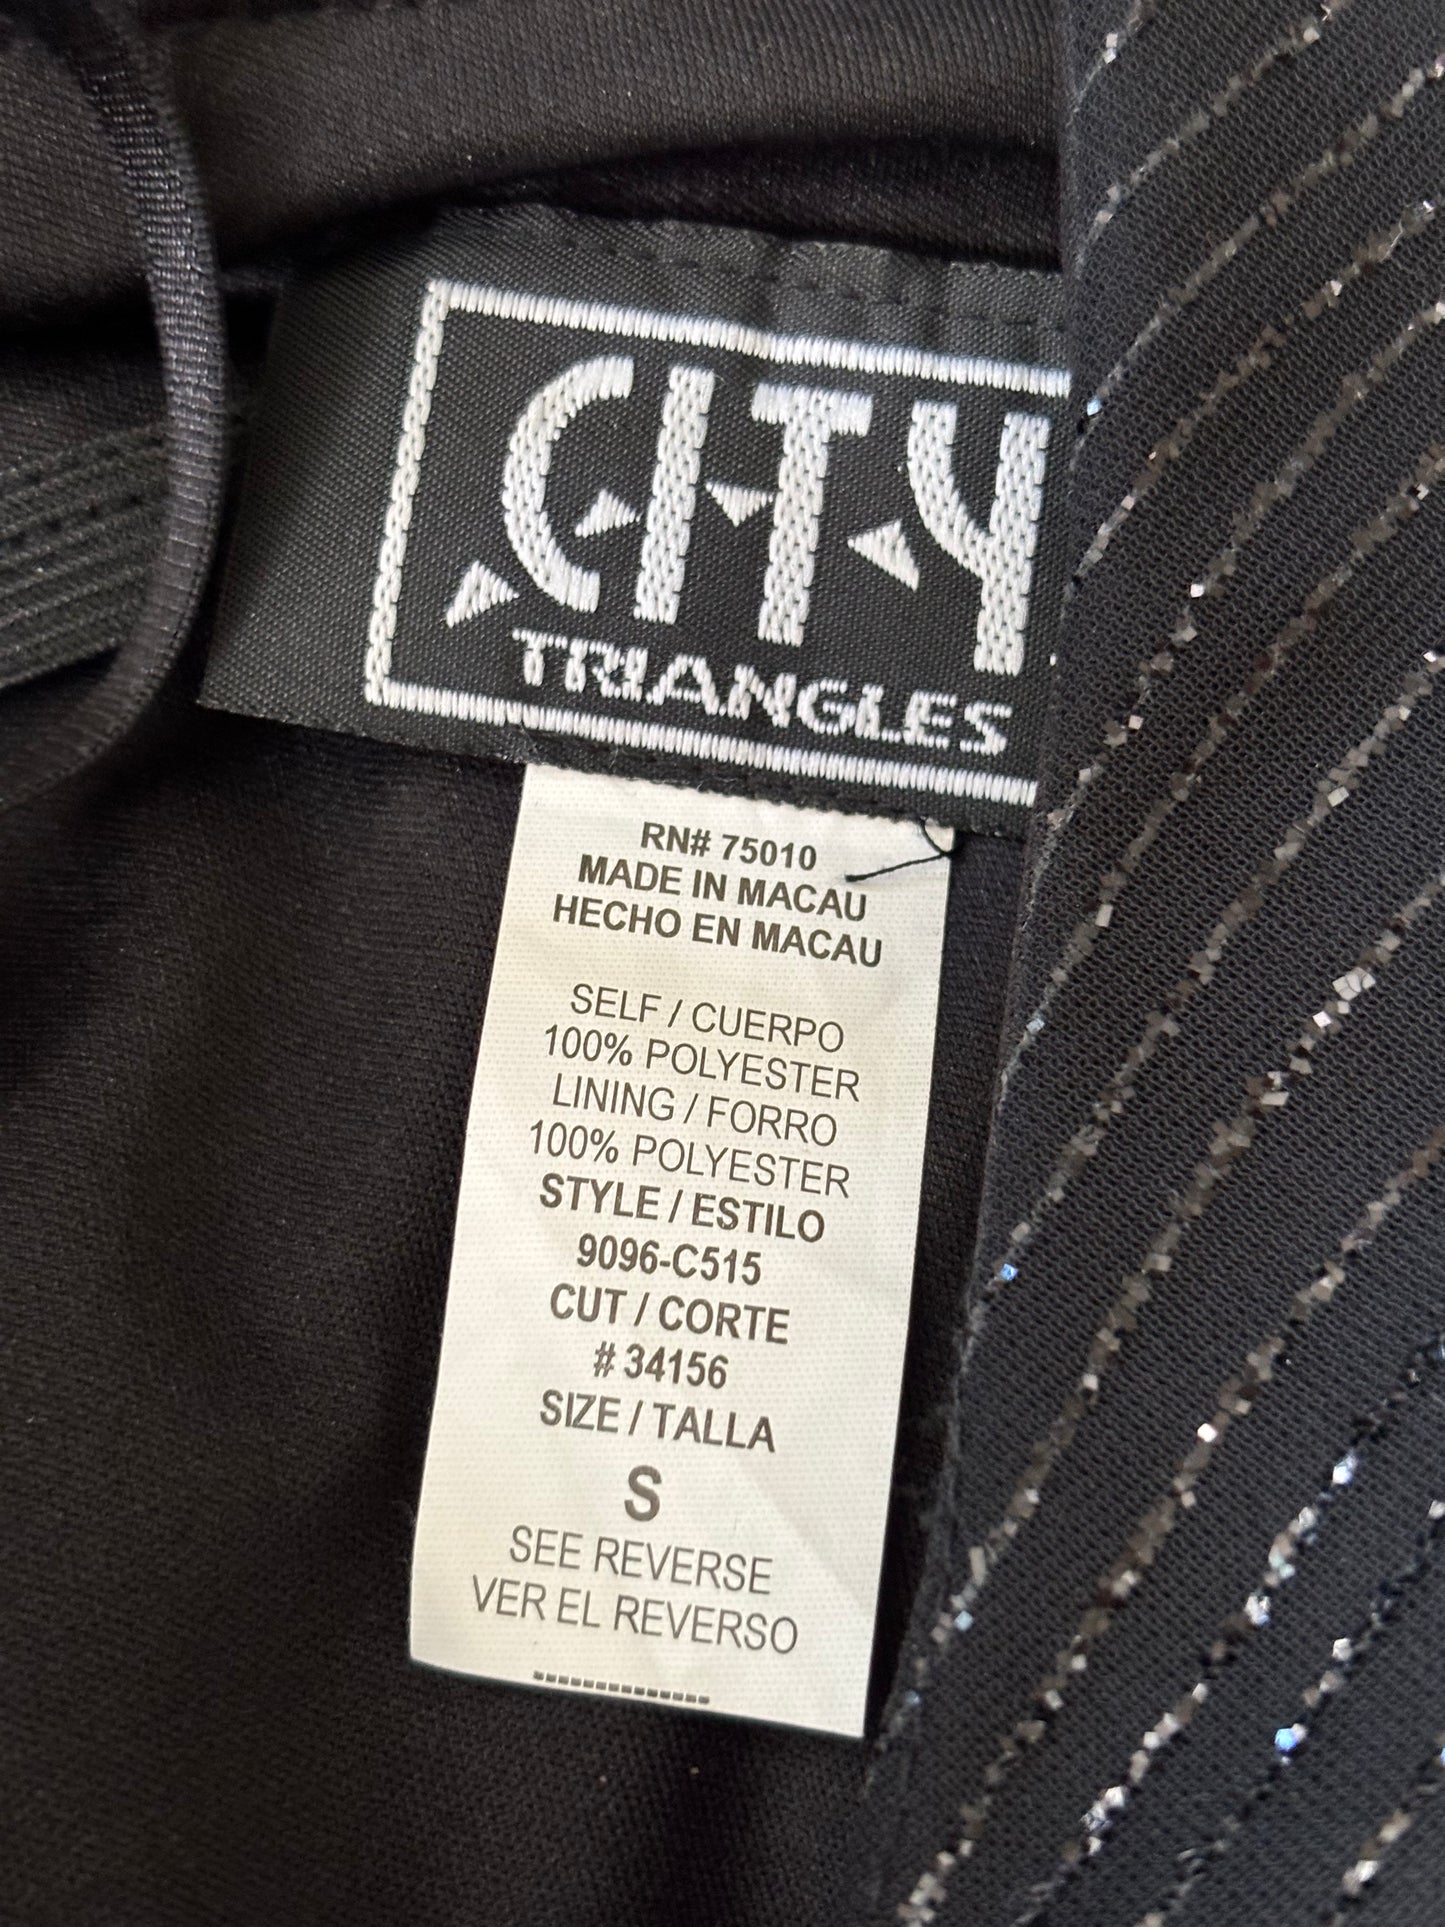 CITY
TRIANGLES
RN# 75010
MADE IN MACAU
HECHO EN MACAU
SELF / CUERPO
100% POLYESTER
LINING / FORRO
100% POLYESTER
STYLE / ESTILO
9096-C515
CUT / CORTE
# 34156
SIZE / TALLA
S
SEE REVERSE
VER EL REVERSO